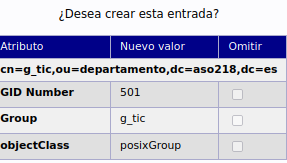 ¿Desea crear esta entrada?
Atributo Nuevo valor Omitir
cn=g_tic,ou=departamento,dc=aso218,dc=es
GID Number 501
Group g_tic
objectClass posixGroup